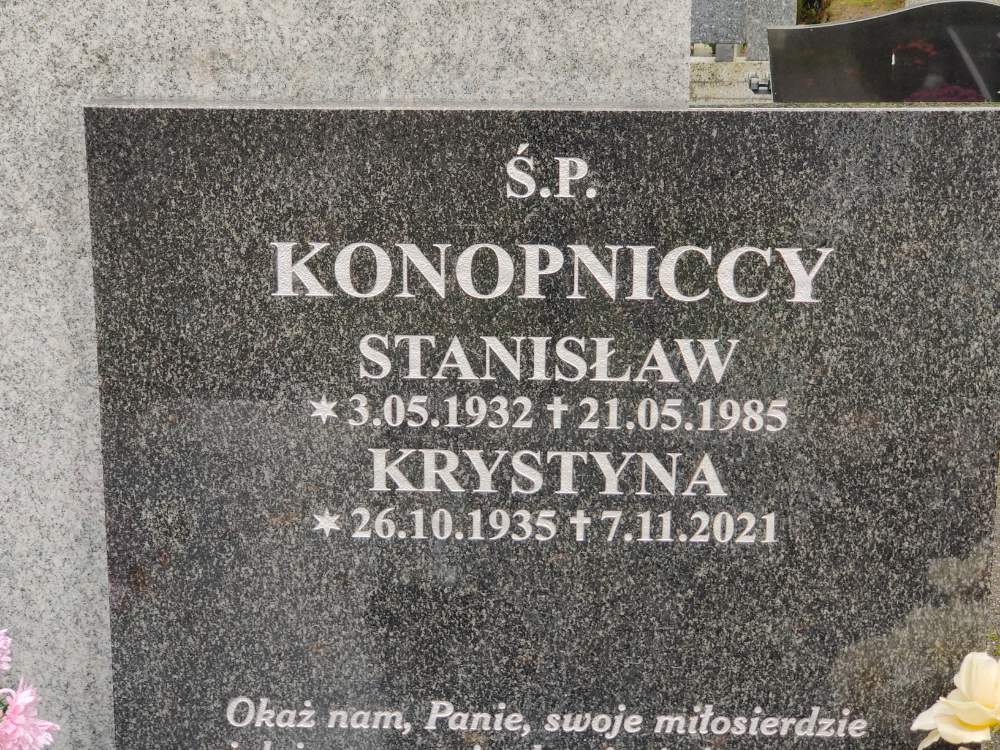 Ś.P.
KONOPNICCY
STANISŁAW
✶ 3.05.1932 ✝ 21.05.1985
KRYSTYNA
✶ 26.10.1935 ✝ 7.11.2021
Okaż nam, Panie, swoje miłosierdzie